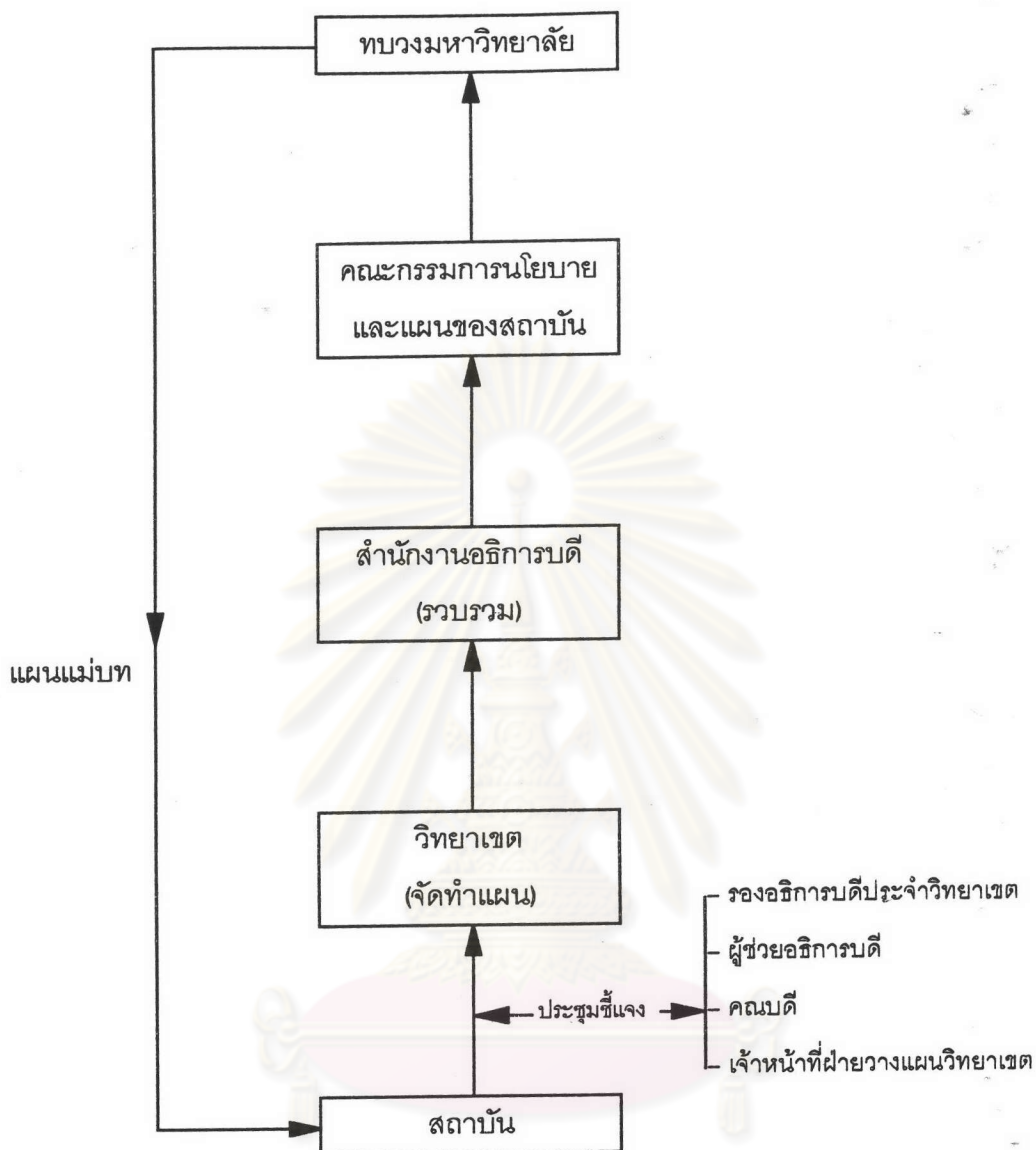 ทบวงมหาวิทยาลัย
คณะกรรมการนโยบาย
และแผนของสถาบัน
สำนักงานอธิการบดี
(รวบรวม)
แผนแม่บท
วิทยาเขต
(จัดทำแผน)
รองอธิการบดีประจำวิทยาเขต
ผู้ช่วยอธิการบดี
ประชุมชี้แจง
คณบดี
เจ้าหน้าที่ฝ่ายวางแผนวิทยาเขต
สถาบัน